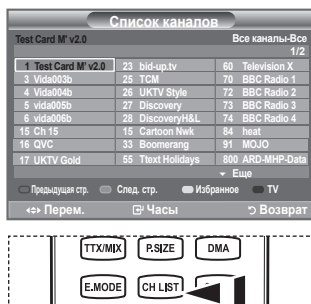 Список каналов
Test Card M' v2.0 Все каналы-Все
1/2
1 Test Card M' v2.0 23 bid-up.tv 60 Television X
3 Vida003b 25 TCM 70 BBC Radio 1
4 Vida004b 26 UKTV Style 72 BBC Radio 2
5 vida005b 27 Discovery 73 BBC Radio 3
6 vida006b 28 DiscoveryH&L 74 BBC Radio 4
15 Ch 15 15 Cartoon Nwk 84 heat
16 QVC 33 Boomerang 91 MOJO
17 UKTV Gold 55 Ttext Holidays 800 ARD-MHP-Data
Еще
Предыдущая стр. След. стр. Избранное TV
Перем. Часы Возврат
TTX/MIX P.SIZE DMA
E.MODE CH LIST